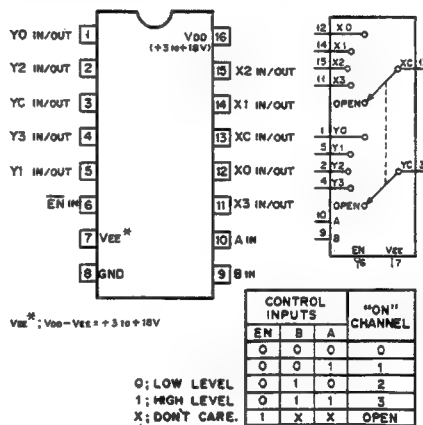 Y0 IN/OUT 1
Y2 IN/OUT 2
YC IN/OUT 3
Y3 IN/OUT 4
Y1 IN/OUT 5
EN IN 6
7 VEE*
8 GND
VDD 16
(+3 to +18V)
15 X2 IN/OUT
14 X1 IN/OUT
13 XC IN/OUT
12 X0 IN/OUT
11 X3 IN/OUT
10 A IN
9 B IN
12 X0
14 X1
15 X2
11 X3
XC
OPEN
1 Y0
5 Y1
2 Y2
4 Y3
YC 3
OPEN
10 A
9 B
EN VEE
6 7
VEE*; VDD-VEE = +3 to +18V
O; LOW LEVEL
1; HIGH LEVEL
X; DON'T CARE.
CONTROL INPUTS "ON" CHANNEL
EN B A
0 0 0 0
0 0 1 1
0 1 0 2
0 1 1 3
1 X X OPEN